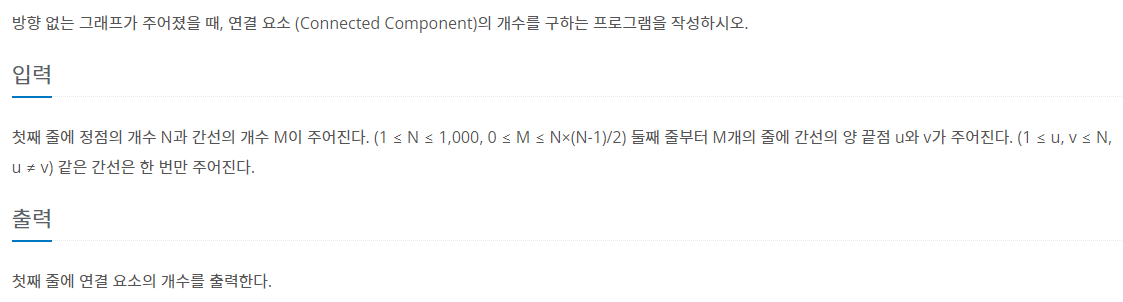 방향 없는 그래프가 주어졌을 때, 연결 요소 (Connected Component)의 개수를 구하는 프로그램을 작성하시오.
입력
첫째 줄에 정점의 개수 N과 간선의 개수 M이 주어진다. (1 ≤ N ≤ 1,000, 0 ≤ M ≤ N×(N-1)/2) 둘째 줄부터 M개의 줄에 간선의 양 끝점 u와 v가 주어진다. (1 ≤ u, v ≤ N,
u ≠ v) 같은 간선은 한 번만 주어진다.
출력
첫째 줄에 연결 요소의 개수를 출력한다.